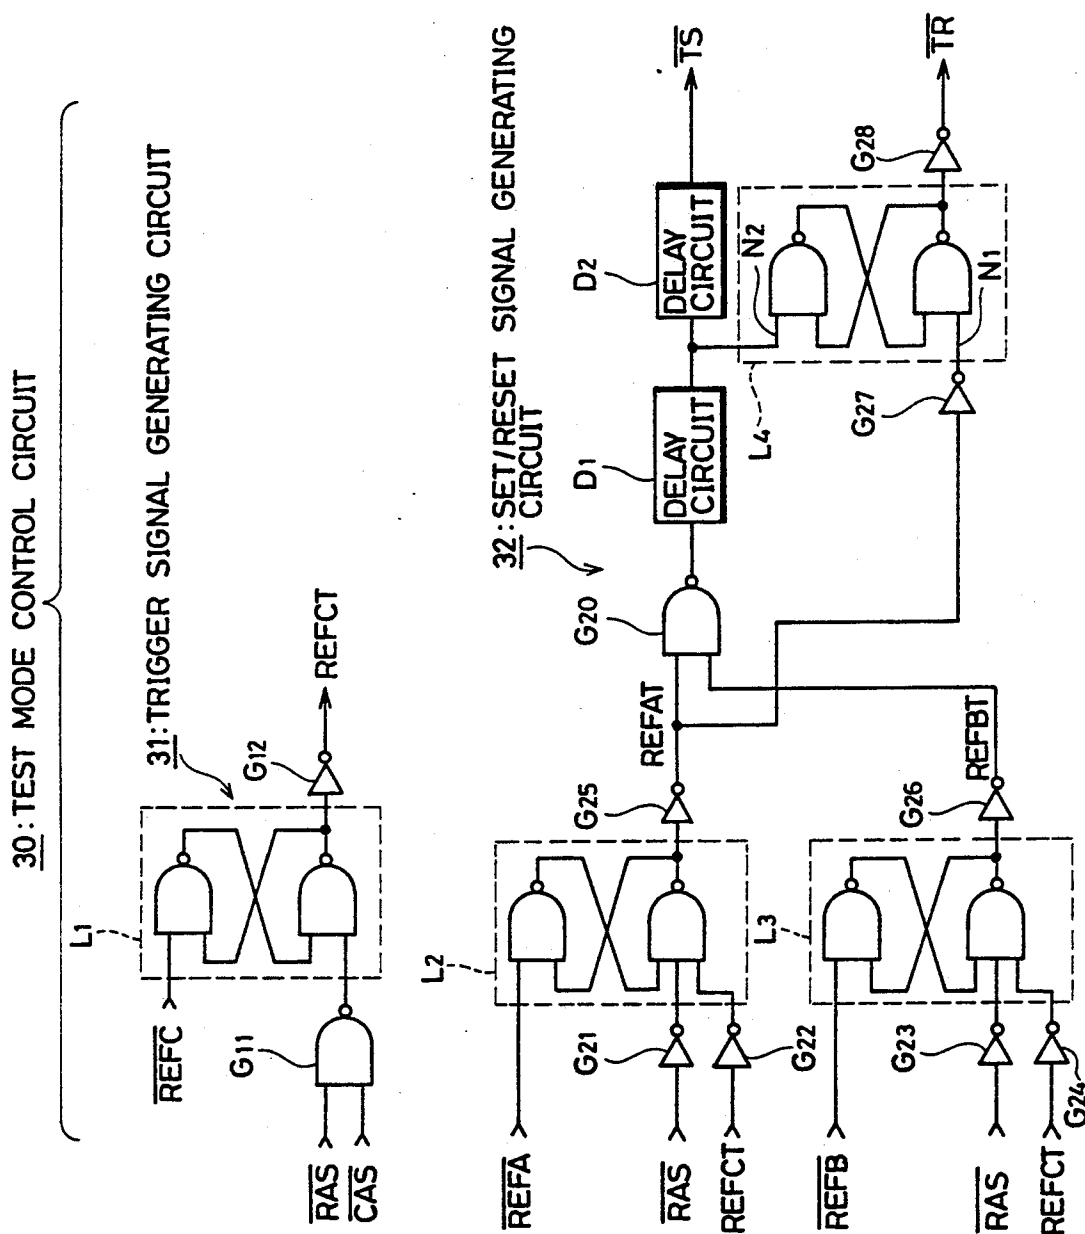 30:TEST MODE CONTROL CIRCUIT
31:TRIGGER SIGNAL GENERATING CIRCUIT
L1
REFC
G11
RAS
CAS
G12
REFCT
32:SET/RESET SIGNAL GENERATING
CIRCUIT
L2
REFA
G21
RAS
G22
REFCT
G25
REFAT
G20
D1
DELAY
CIRCUIT
D2
DELAY
CIRCUIT
TS
L3
REFB
G23
RAS
G24
REFCT
G26
REFBT
L4
N2
N1
G27
G28
TR